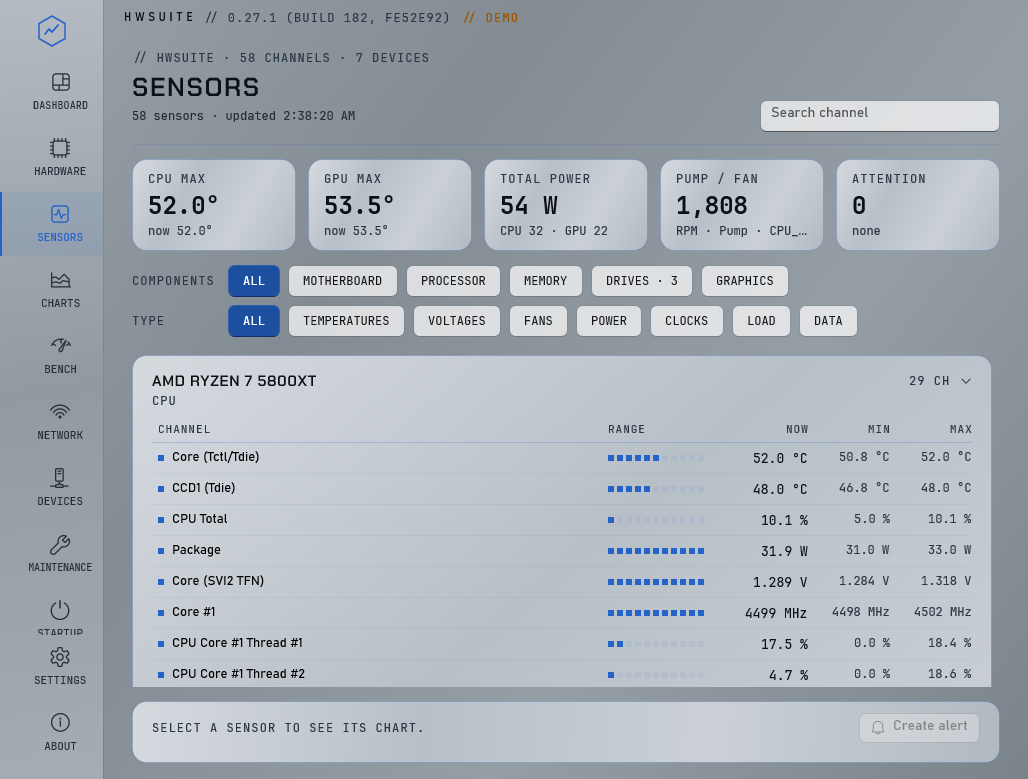 HWSUITE // 0.27.1 (BUILD 182, FE52E92) // DEMO
// HWSUITE · 58 CHANNELS · 7 DEVICES
SENSORS
58 sensors · updated 2:38:20 AM
Search channel
DASHBOARD
HARDWARE
SENSORS
CHARTS
BENCH
NETWORK
DEVICES
MAINTENANCE
STARTUP
SETTINGS
ABOUT
CPU MAX
52.0°
now 52.0°
GPU MAX
53.5°
now 53.5°
TOTAL POWER
54 W
CPU 32 · GPU 22
PUMP / FAN
1,808
RPM · Pump · CPU_…
ATTENTION
0
none
COMPONENTS ALL MOTHERBOARD PROCESSOR MEMORY DRIVES · 3 GRAPHICS
TYPE ALL TEMPERATURES VOLTAGES FANS POWER CLOCKS LOAD DATA
AMD RYZEN 7 5800XT 29 CH
CPU
CHANNEL RANGE NOW MIN MAX
Core (Tctl/Tdie) 52.0 °C 50.8 °C 52.0 °C
CCD1 (Tdie) 48.0 °C 46.8 °C 48.0 °C
CPU Total 10.1 % 5.0 % 10.1 %
Package 31.9 W 31.0 W 33.0 W
Core (SVI2 TFN) 1.289 V 1.284 V 1.318 V
Core #1 4499 MHz 4498 MHz 4502 MHz
CPU Core #1 Thread #1 17.5 % 0.0 % 18.4 %
CPU Core #1 Thread #2 4.7 % 0.0 % 18.6 %
SELECT A SENSOR TO SEE ITS CHART. Create alert